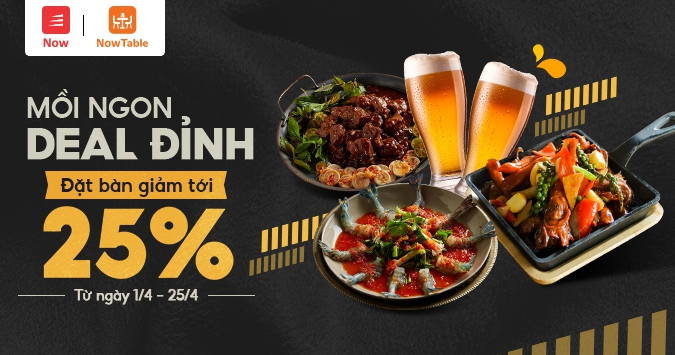 Now
NowTable
MỒI NGON
DEAL ĐỈNH
Đặt bàn giảm tới
25%
Từ ngày 1/4 - 25/4